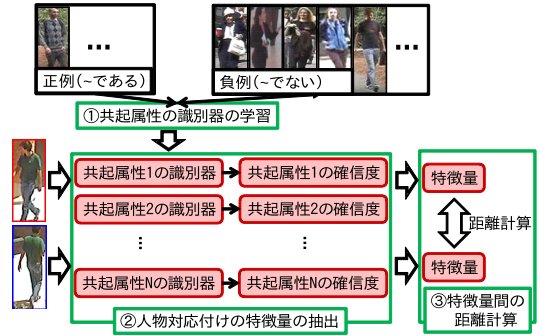 ...
...
正例(~である)
負例(~でない)
①共起属性の識別器の学習
共起属性1の識別器
共起属性1の確信度
特徴量
共起属性2の識別器
共起属性2の確信度
距離計算
⋮
⋮
特徴量
共起属性Nの識別器
共起属性Nの確信度
②人物対応付けの特徴量の抽出
③特徴量間の
距離計算